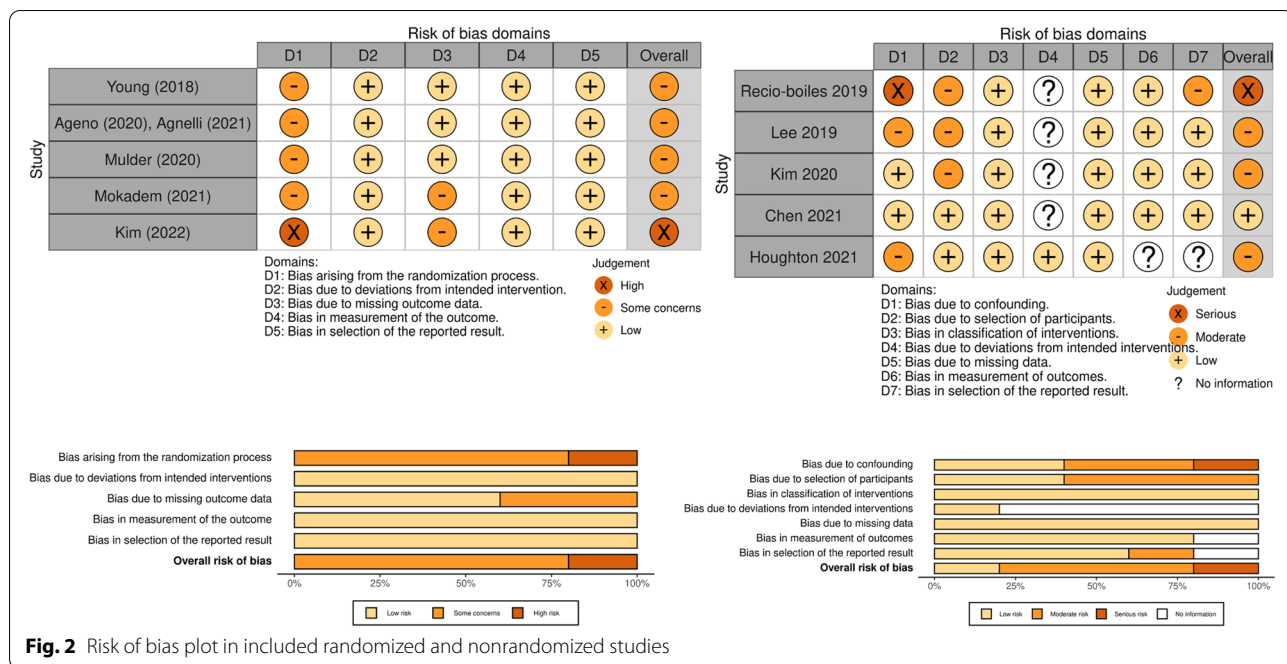 Risk of bias domains
D1 D2 D3 D4 D5 Overall
Study
Young (2018) - + + + + -
Ageno (2020), Agnelli (2021) - + + + + -
Mulder (2020) - + + + + -
Mokadem (2021) - + - + + -
Kim (2022) X + - + + X
Domains:
D1: Bias arising from the randomization process.
D2: Bias due to deviations from intended intervention.
D3: Bias due to missing outcome data.
D4: Bias in measurement of the outcome.
D5: Bias in selection of the reported result.
Judgement
X High
- Some concerns
+ Low
Risk of bias domains
D1 D2 D3 D4 D5 D6 D7 Overall
Study
Recio-boiles 2019 X - + ? + + - X
Lee 2019 - - + ? + + + -
Kim 2020 + - + ? + + + -
Chen 2021 + + + ? + + + +
Houghton 2021 - + + + + ? ? -
Domains:
D1: Bias due to confounding.
D2: Bias due to selection of participants.
D3: Bias in classification of interventions.
D4: Bias due to deviations from intended interventions.
D5: Bias due to missing data.
D6: Bias in measurement of outcomes.
D7: Bias in selection of the reported result.
Judgement
X Serious
- Moderate
+ Low
? No information
Bias arising from the randomization process
Bias due to deviations from intended interventions
Bias due to missing outcome data
Bias in measurement of the outcome
Bias in selection of the reported result
Overall risk of bias
0% 25% 50% 75% 100%
Low risk Some concerns High risk
Bias due to confounding
Bias due to selection of participants
Bias in classification of interventions
Bias due to deviations from intended interventions
Bias due to missing data
Bias in measurement of outcomes
Bias in selection of the reported result
Overall risk of bias
0% 25% 50% 75% 100%
Low risk Moderate risk Serious risk No information
Fig. 2 Risk of bias plot in included randomized and nonrandomized studies